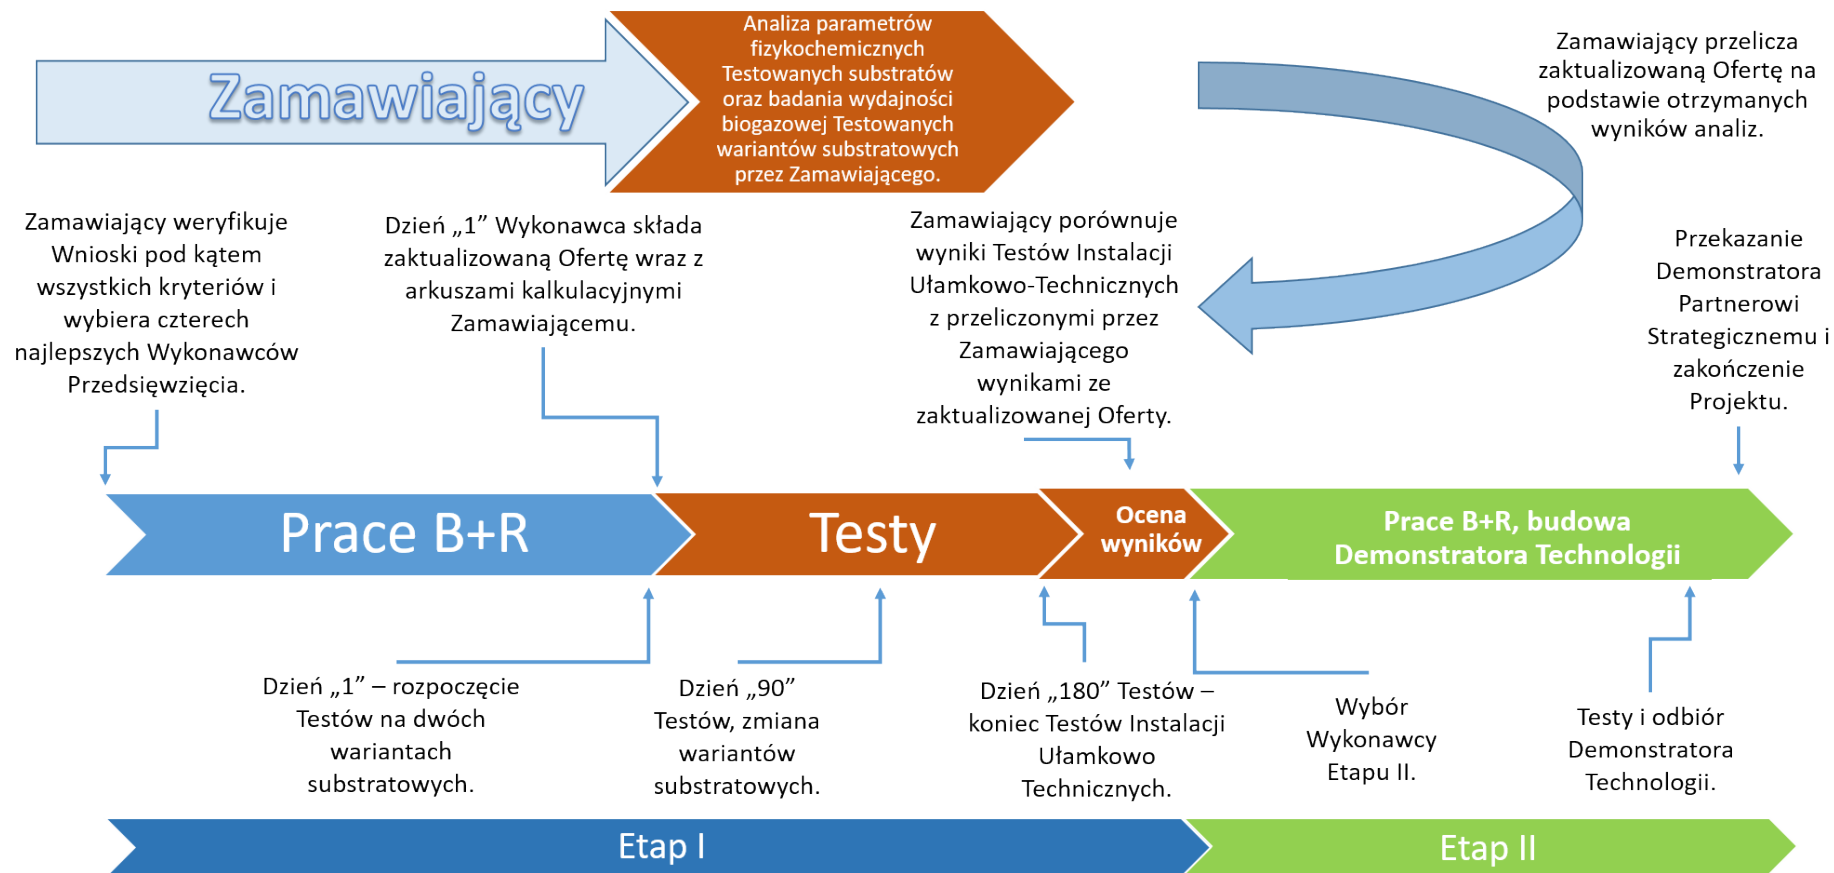 Zamawiający
Analiza parametrów
fizykochemicznych
Testowanych substratów
oraz badania wydajności
biogazowej Testowanych
wariantów substratowych
przez Zamawiającego.
Zamawiający przelicza
zaktualizowaną Ofertę na
podstawie otrzymanych
wyników analiz.
Zamawiający weryfikuje
Wnioski pod kątem
wszystkich kryteriów i
wybiera czterech
najlepszych Wykonawców
Przedsięwzięcia.
Dzień „1” Wykonawca składa
zaktualizowaną Ofertę wraz z
arkuszami kalkulacyjnymi
Zamawiającemu.
Zamawiający porównuje
wyniki Testów Instalacji
Ułamkowo-Technicznych
z przeliczonymi przez
Zamawiającego
wynikami ze
zaktualizowanej Oferty.
Przekazanie
Demonstratora
Partnerowi
Strategicznemu i
zakończenie
Projektu.
Prace B+R
Testy
Ocena
wyników
Prace B+R, budowa
Demonstratora Technologii
Dzień „1” – rozpoczęcie
Testów na dwóch
wariantach
substratowych.
Dzień „90”
Testów, zmiana
wariantów
substratowych.
Dzień „180” Testów –
koniec Testów Instalacji
Ułamkowo
Technicznych.
Wybór
Wykonawcy
Etapu II.
Testy i odbiór
Demonstratora
Technologii.
Etap I
Etap II